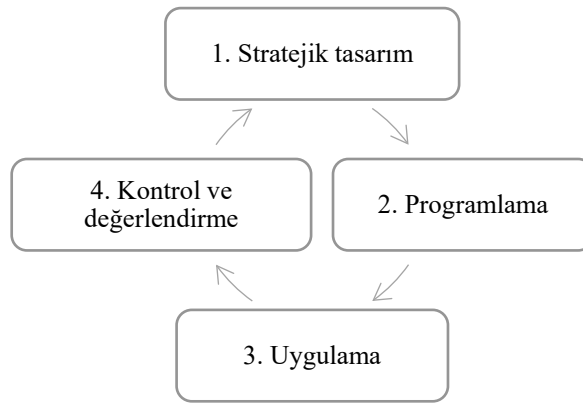 1. Stratejik tasarım
2. Programlama
3. Uygulama
4. Kontrol ve
değerlendirme